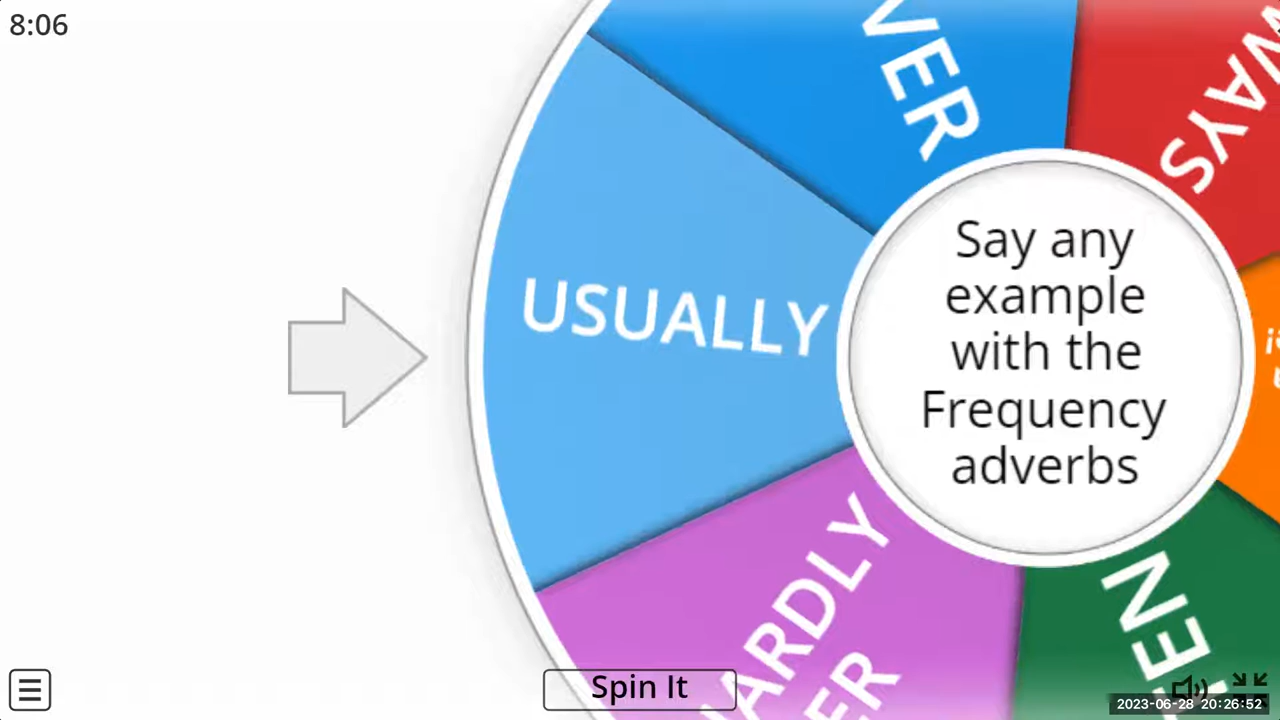 8:06
VER
WAYS
USUALLY
Say any
example
with the
Frequency
adverbs
ARDLY
ER
EN
Spin It
2023-06-28 20:26:52